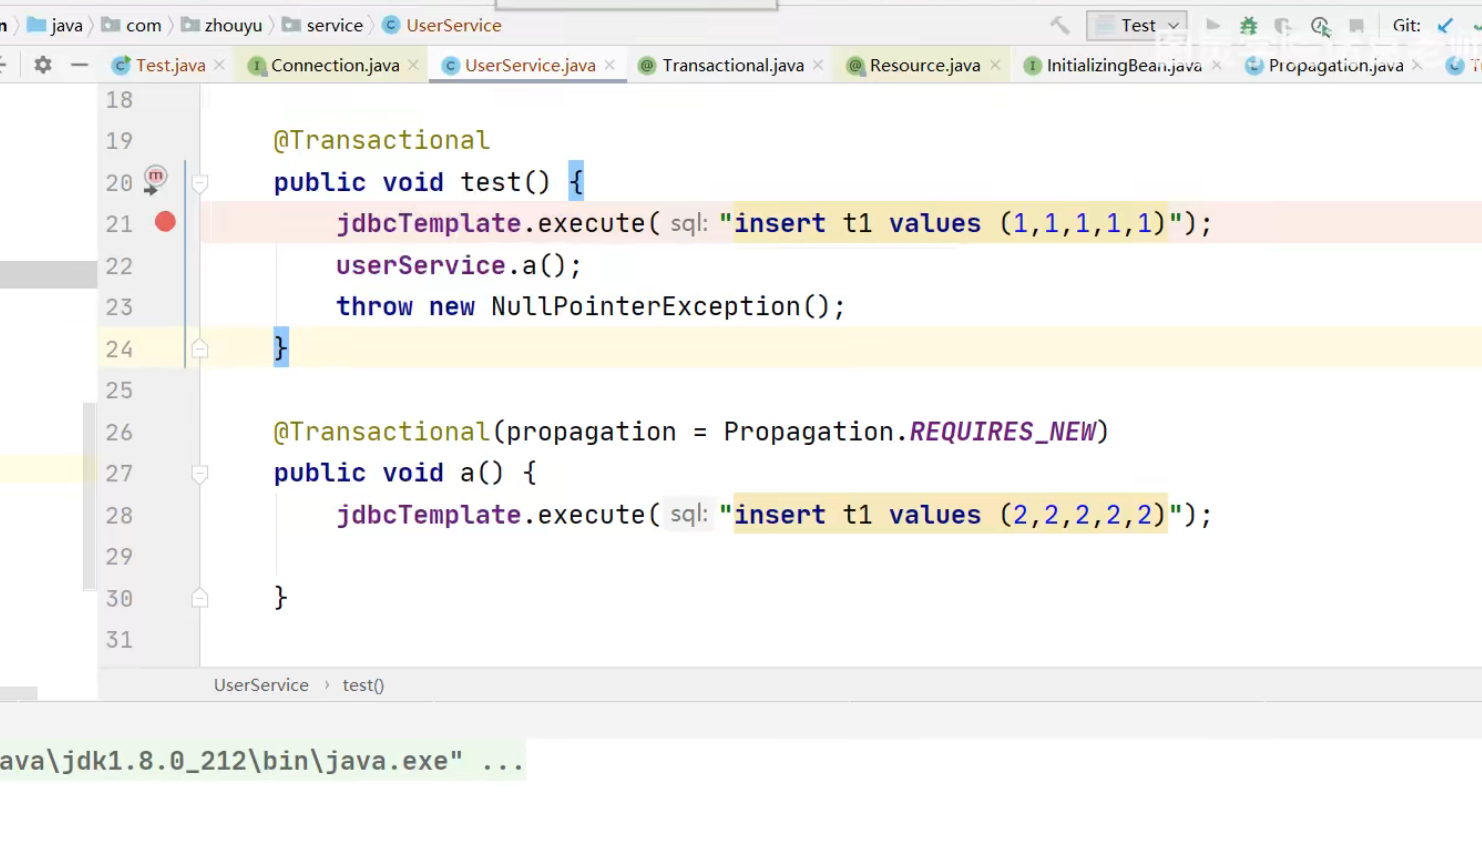 java com zhouyu service UserService Test Git:
Test.java Connection.java UserService.java Transactional.java Resource.java InitializingBean.java Propagation.java
18
19 @Transactional
20 public void test() {
21 jdbcTemplate.execute( sql: "insert t1 values (1,1,1,1,1)");
22 userService.a();
23 throw new NullPointerException();
24 }
25
26 @Transactional(propagation = Propagation.REQUIRES_NEW)
27 public void a() {
28 jdbcTemplate.execute( sql: "insert t1 values (2,2,2,2,2)");
29
30 }
31
UserService › test()
ava\jdk1.8.0_212\bin\java.exe" ...